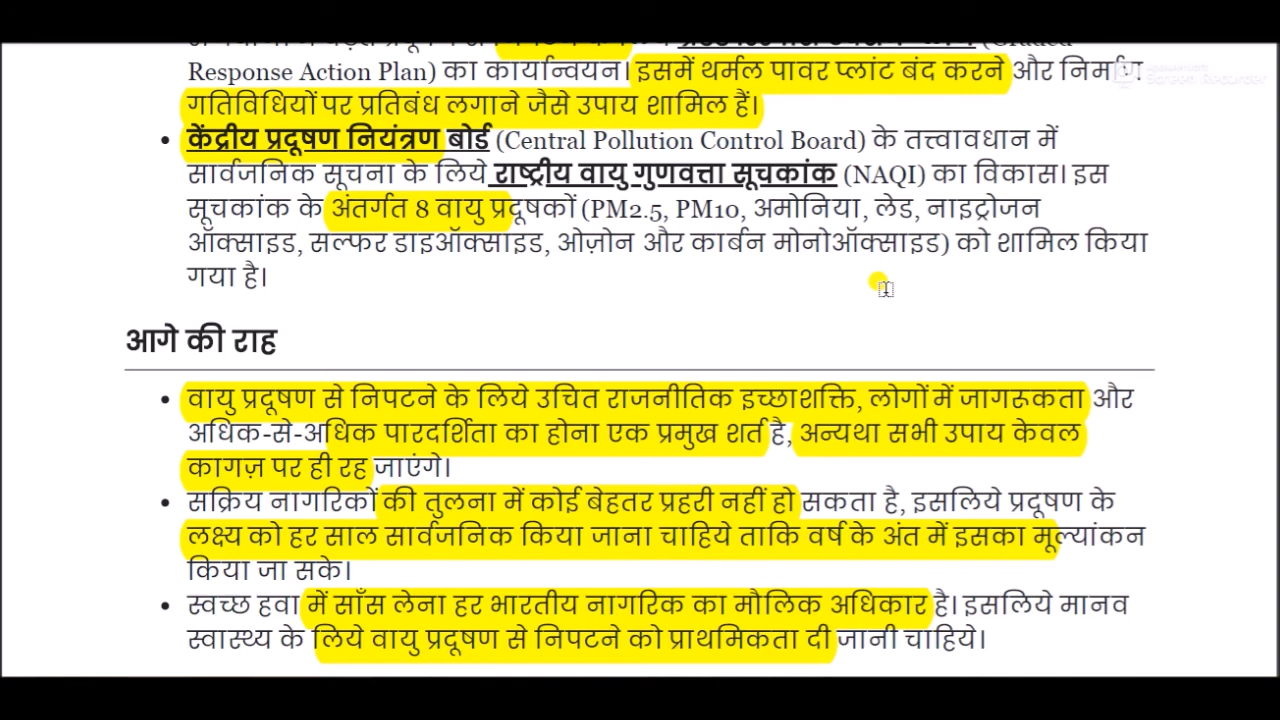 Response Action Plan) का कार्यान्वयन। इसमें थर्मल पावर प्लांट बंद करने और निर्माण
गतिविधियों पर प्रतिबंध लगाने जैसे उपाय शामिल हैं।
• केंद्रीय प्रदूषण नियंत्रण बोर्ड (Central Pollution Control Board) के तत्त्वावधान में
सार्वजनिक सूचना के लिये राष्ट्रीय वायु गुणवत्ता सूचकांक (NAQI) का विकास। इस
सूचकांक के अंतर्गत 8 वायु प्रदूषकों (PM2.5, PM10, अमोनिया, लेड, नाइट्रोजन
ऑक्साइड, सल्फर डाइऑक्साइड, ओज़ोन और कार्बन मोनोऑक्साइड) को शामिल किया
गया है।
आगे की राह
• वायु प्रदूषण से निपटने के लिये उचित राजनीतिक इच्छाशक्ति, लोगों में जागरूकता और
अधिक-से-अधिक पारदर्शिता का होना एक प्रमुख शर्त है, अन्यथा सभी उपाय केवल
कागज़ पर ही रह जाएंगे।
• सक्रिय नागरिकों की तुलना में कोई बेहतर प्रहरी नहीं हो सकता है, इसलिये प्रदूषण के
लक्ष्य को हर साल सार्वजनिक किया जाना चाहिये ताकि वर्ष के अंत में इसका मूल्यांकन
किया जा सके।
• स्वच्छ हवा में साँस लेना हर भारतीय नागरिक का मौलिक अधिकार है। इसलिये मानव
स्वास्थ्य के लिये वायु प्रदूषण से निपटने को प्राथमिकता दी जानी चाहिये।